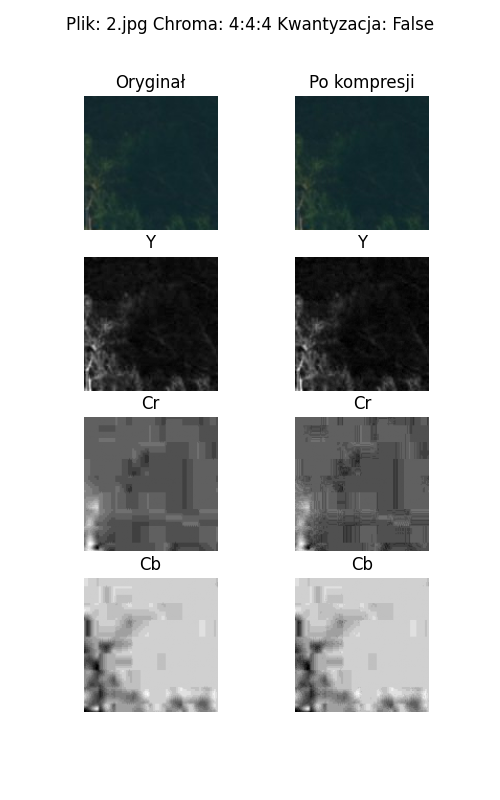 Plik: 2.jpg Chroma: 4:4:4 Kwantyzacja: False
Oryginał Po kompresji
Y Y
Cr Cr
Cb Cb